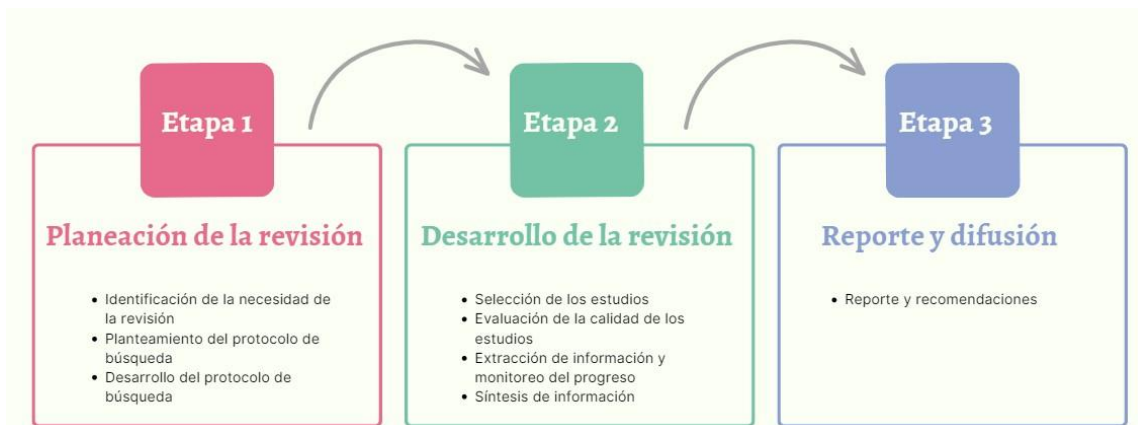 Etapa 1
Planeación de la revisión
• Identificación de la necesidad de
la revisión
• Planteamiento del protocolo de
búsqueda
• Desarrollo del protocolo de
búsqueda
Etapa 2
Desarrollo de la revisión
• Selección de los estudios
• Evaluación de la calidad de los
estudios
• Extracción de información y
monitoreo del progreso
• Síntesis de información
Etapa 3
Reporte y difusión
• Reporte y recomendaciones